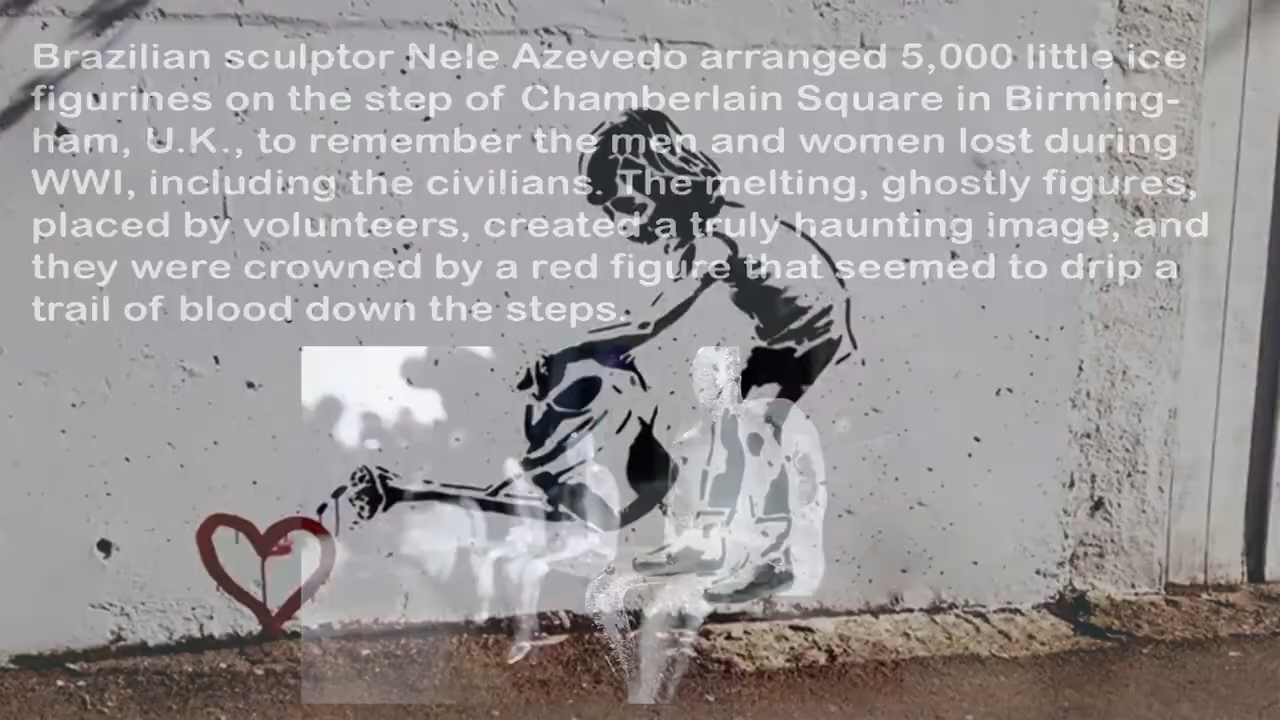 Brazilian sculptor Nele Azevedo arranged 5,000 little ice
figurines on the step of Chamberlain Square in Birming-
ham, U.K., to remember the men and women lost during
WWI, including the civilians. The melting, ghostly figures,
placed by volunteers, created a truly haunting image, and
they were crowned by a red figure that seemed to drip a
trail of blood down the steps.